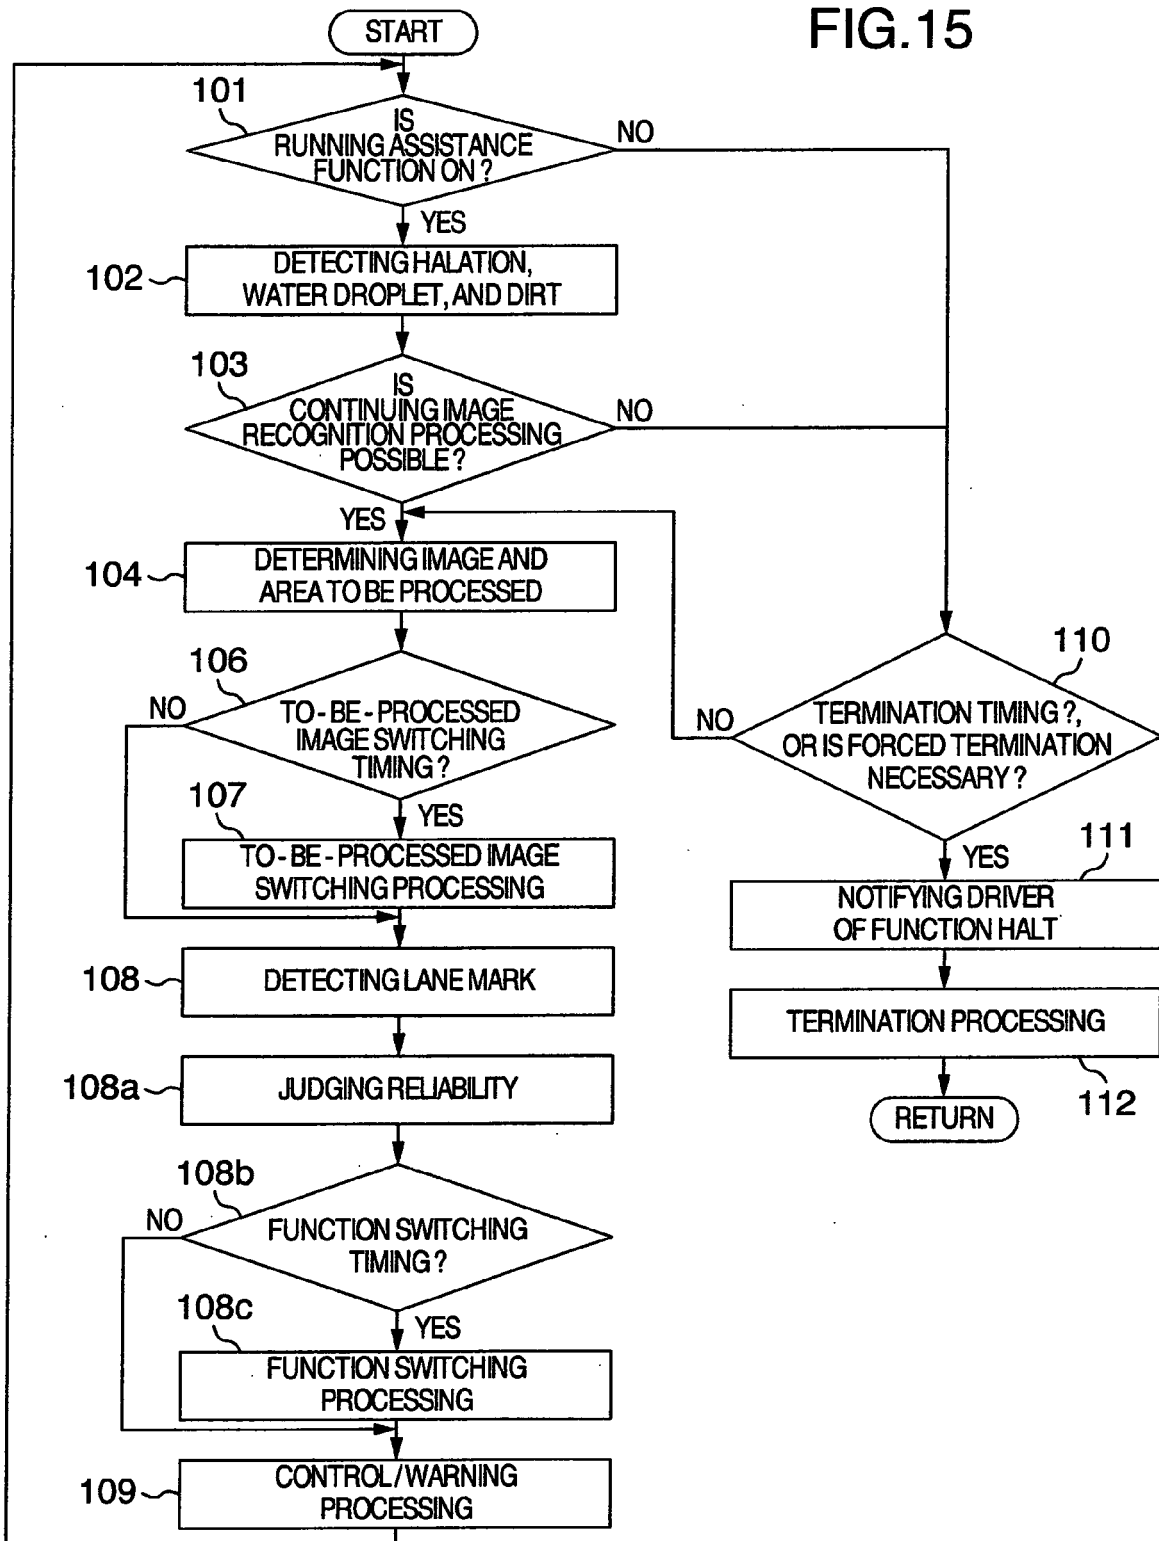 FIG.15
START
101
IS
RUNNING ASSISTANCE
FUNCTION ON ?
NO
YES
102
DETECTING HALATION,
WATER DROPLET, AND DIRT
103
IS
CONTINUING IMAGE
RECOGNITION PROCESSING
POSSIBLE ?
NO
YES
104
DETERMINING IMAGE AND
AREA TO BE PROCESSED
106
NO
TO - BE - PROCESSED
IMAGE SWITCHING
TIMING ?
YES
107
TO - BE - PROCESSED IMAGE
SWITCHING PROCESSING
108
DETECTING LANE MARK
108a
JUDGING RELIABILITY
108b
NO
FUNCTION SWITCHING
TIMING ?
YES
108c
FUNCTION SWITCHING
PROCESSING
109
CONTROL / WARNING
PROCESSING
110
NO
TERMINATION TIMING ?,
OR IS FORCED TERMINATION
NECESSARY ?
YES
111
NOTIFYING DRIVER
OF FUNCTION HALT
TERMINATION PROCESSING
112
RETURN